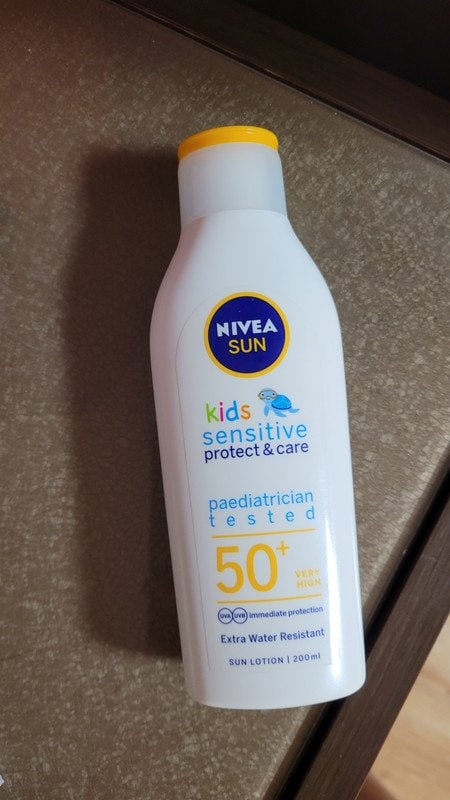 NIVEA
SUN
kids
sensitive
protect & care
paediatrician
tested
50+
VERY
HIGH
UVA UVB immediate protection
Extra Water Resistant
SUN LOTION | 200ml